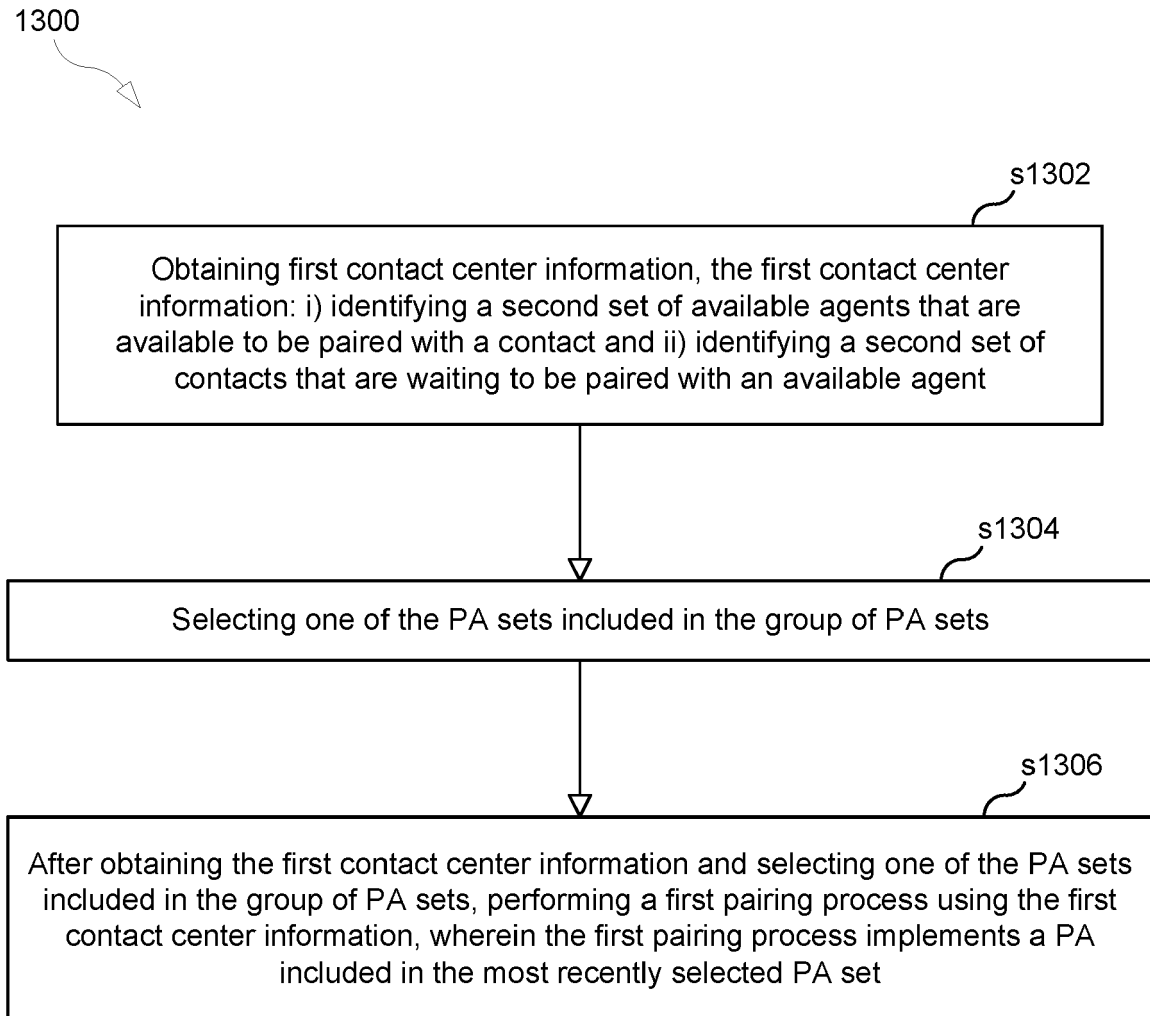 1300
s1302
Obtaining first contact center information, the first contact center
information: i) identifying a second set of available agents that are
available to be paired with a contact and ii) identifying a second set of
contacts that are waiting to be paired with an available agent
s1304
Selecting one of the PA sets included in the group of PA sets
s1306
After obtaining the first contact center information and selecting one of the PA sets
included in the group of PA sets, performing a first pairing process using the first
contact center information, wherein the first pairing process implements a PA
included in the most recently selected PA set